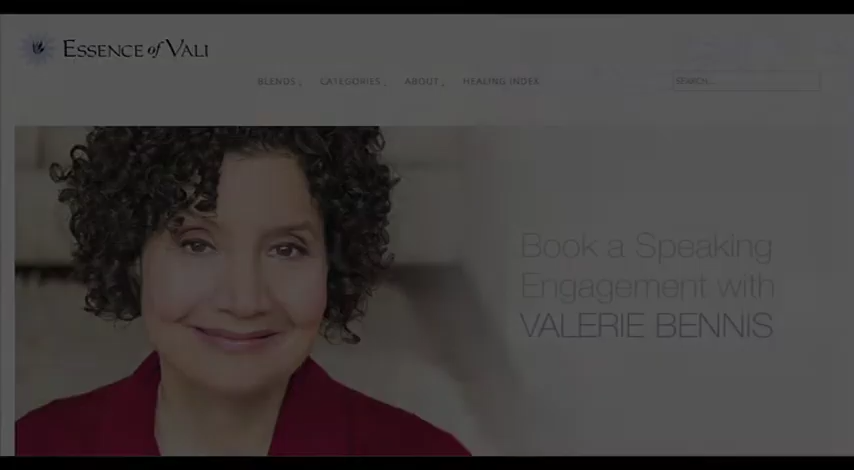 ESSENCE of VALI
BLENDS CATEGORIES ABOUT HEALING INDEX
SEARCH...
Book a Speaking
Engagement with
VALERIE BENNIS